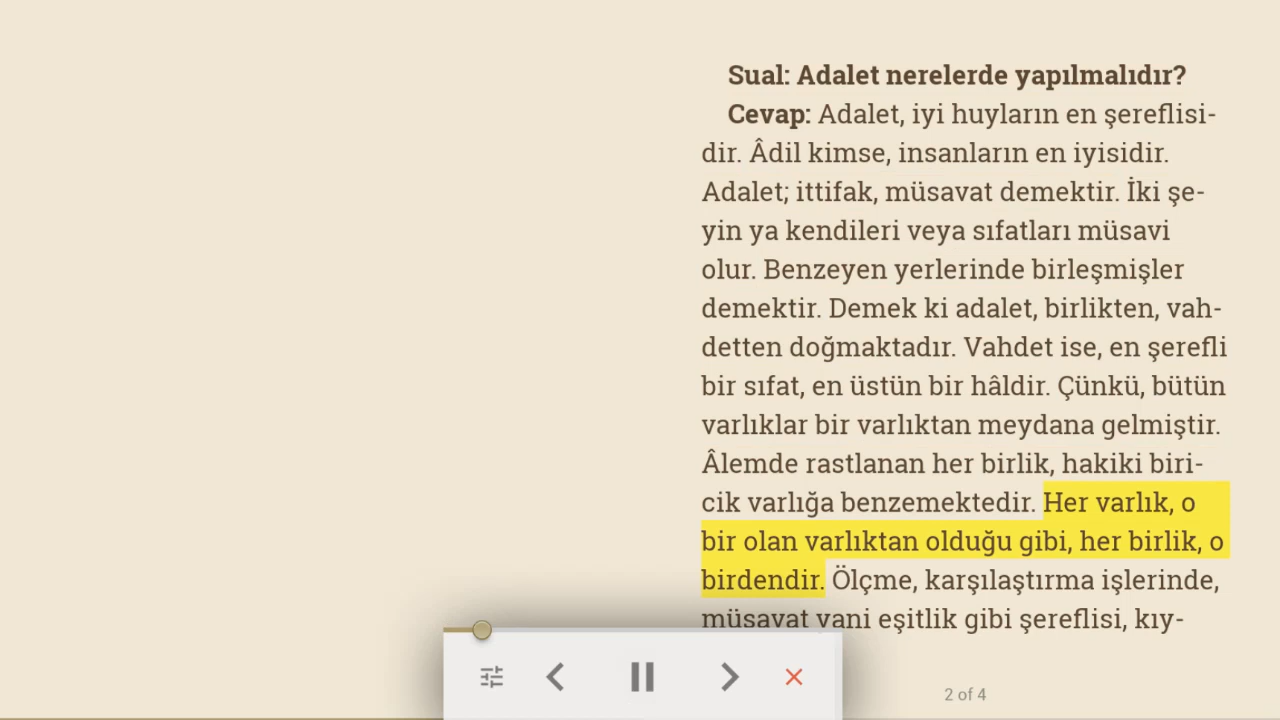 Sual: Adalet nerelerde yapılmalıdır?
Cevap: Adalet, iyi huyların en şereflisi-
dir. Âdil kimse, insanların en iyisidir.
Adalet; ittifak, müsavat demektir. İki şe-
yin ya kendileri veya sıfatları müsavi
olur. Benzeyen yerlerinde birleşmişler
demektir. Demek ki adalet, birlikten, vah-
detten doğmaktadır. Vahdet ise, en şerefli
bir sıfat, en üstün bir hâldir. Çünkü, bütün
varlıklar bir varlıktan meydana gelmiştir.
Âlemde rastlanan her birlik, hakiki biri-
cik varlığa benzemektedir. Her varlık, o
bir olan varlıktan olduğu gibi, her birlik, o
birdendir. Ölçme, karşılaştırma işlerinde,
müsavat yani eşitlik gibi şereflisi, kıy-
2 of 4